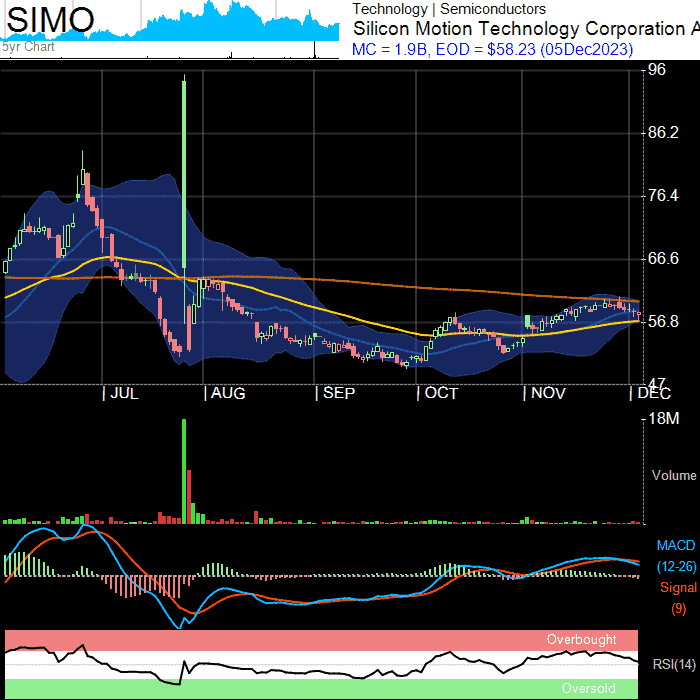 SIMO
5yr Chart
Technology | Semiconductors
Silicon Motion Technology Corporation A
MC = 1.9B, EOD = $58.23 (05Dec2023)
96
86.2
76.4
66.6
56.8
47
JUL
AUG
SEP
OCT
NOV
DEC
18M
Volume
MACD
(12-26)
Signal
(9)
Overbought
RSI(14)
Oversold